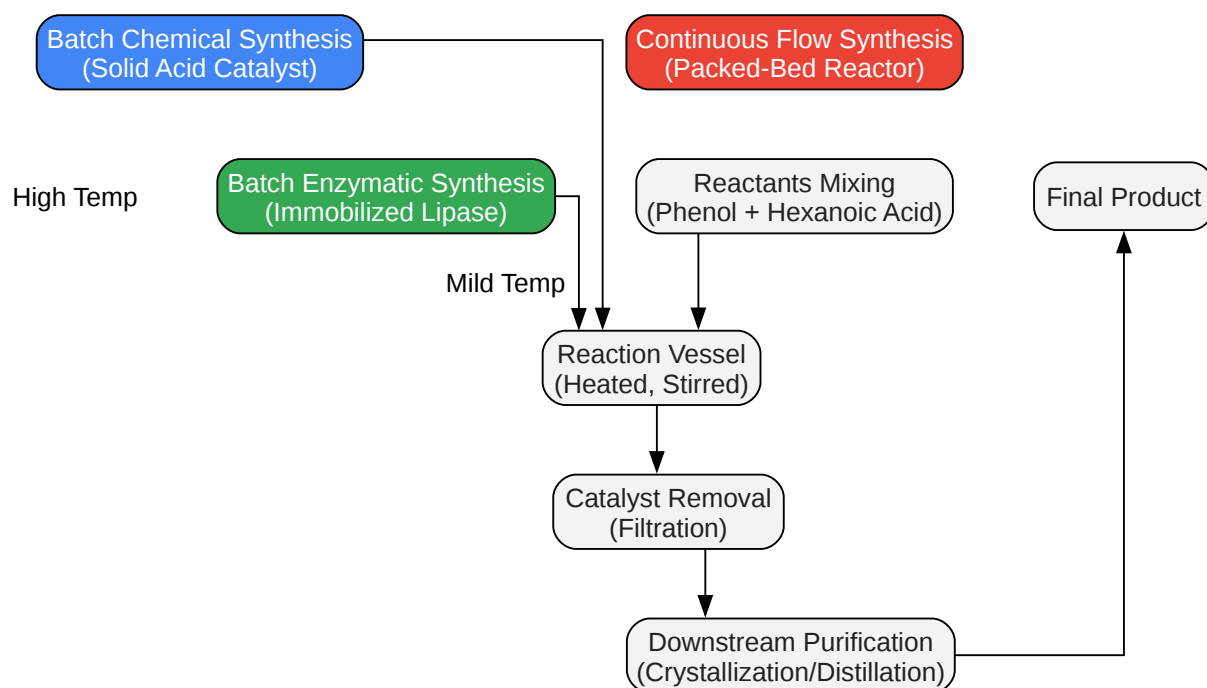 Batch Chemical Synthesis
(Solid Acid Catalyst)
Continuous Flow Synthesis
(Packed-Bed Reactor)
High Temp
Batch Enzymatic Synthesis
(Immobilized Lipase)
Reactants Mixing
(Phenol + Hexanoic Acid)
Final Product
Mild Temp
Reaction Vessel
(Heated, Stirred)
Catalyst Removal
(Filtration)
Downstream Purification
(Crystallization/Distillation)